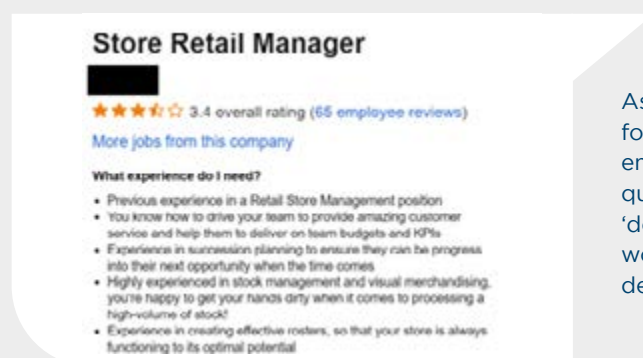 Store Retail Manager
3.4 overall rating (65 employee reviews)
More jobs from this company
What experience do I need?
• Previous experience in a Retail Store Management position
• You know how to drive your team to provide amazing customer
service and help them to deliver on team budgets and KPIs
• Experience in succession planning to ensure they can be progress
into their next opportunity when the time comes
• Highly experienced in stock management and visual merchandising,
you're happy to get your hands dirty when it comes to processing a
high-volume of stock!
• Experience in creating effective rosters, so that your store is always
functioning to its optimal potential